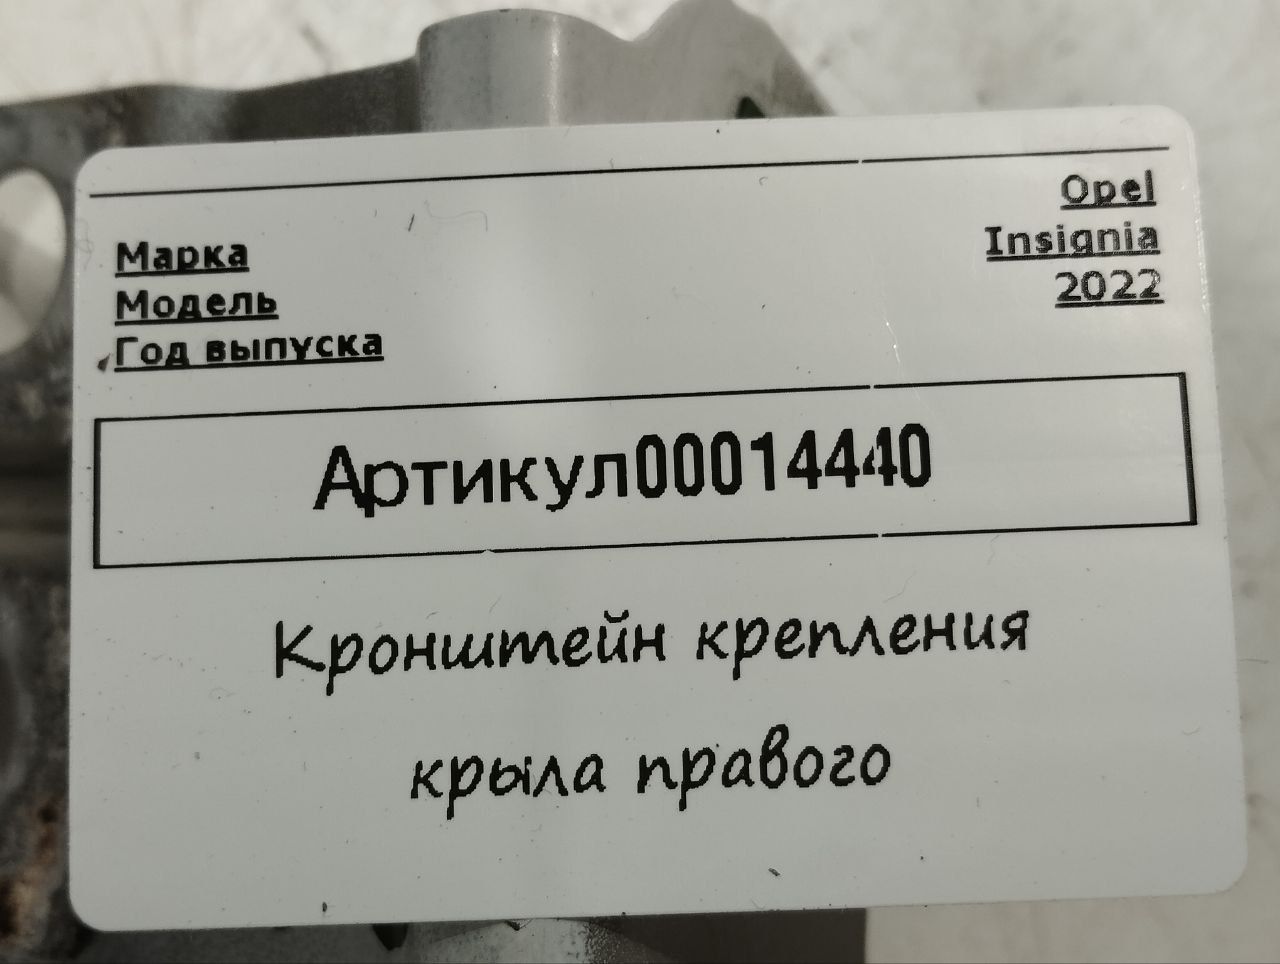 Opel
Марка
Insignia
Модель
2022
Год выпуска
Артикул00014440
Кронштейн крепления
крыла правого